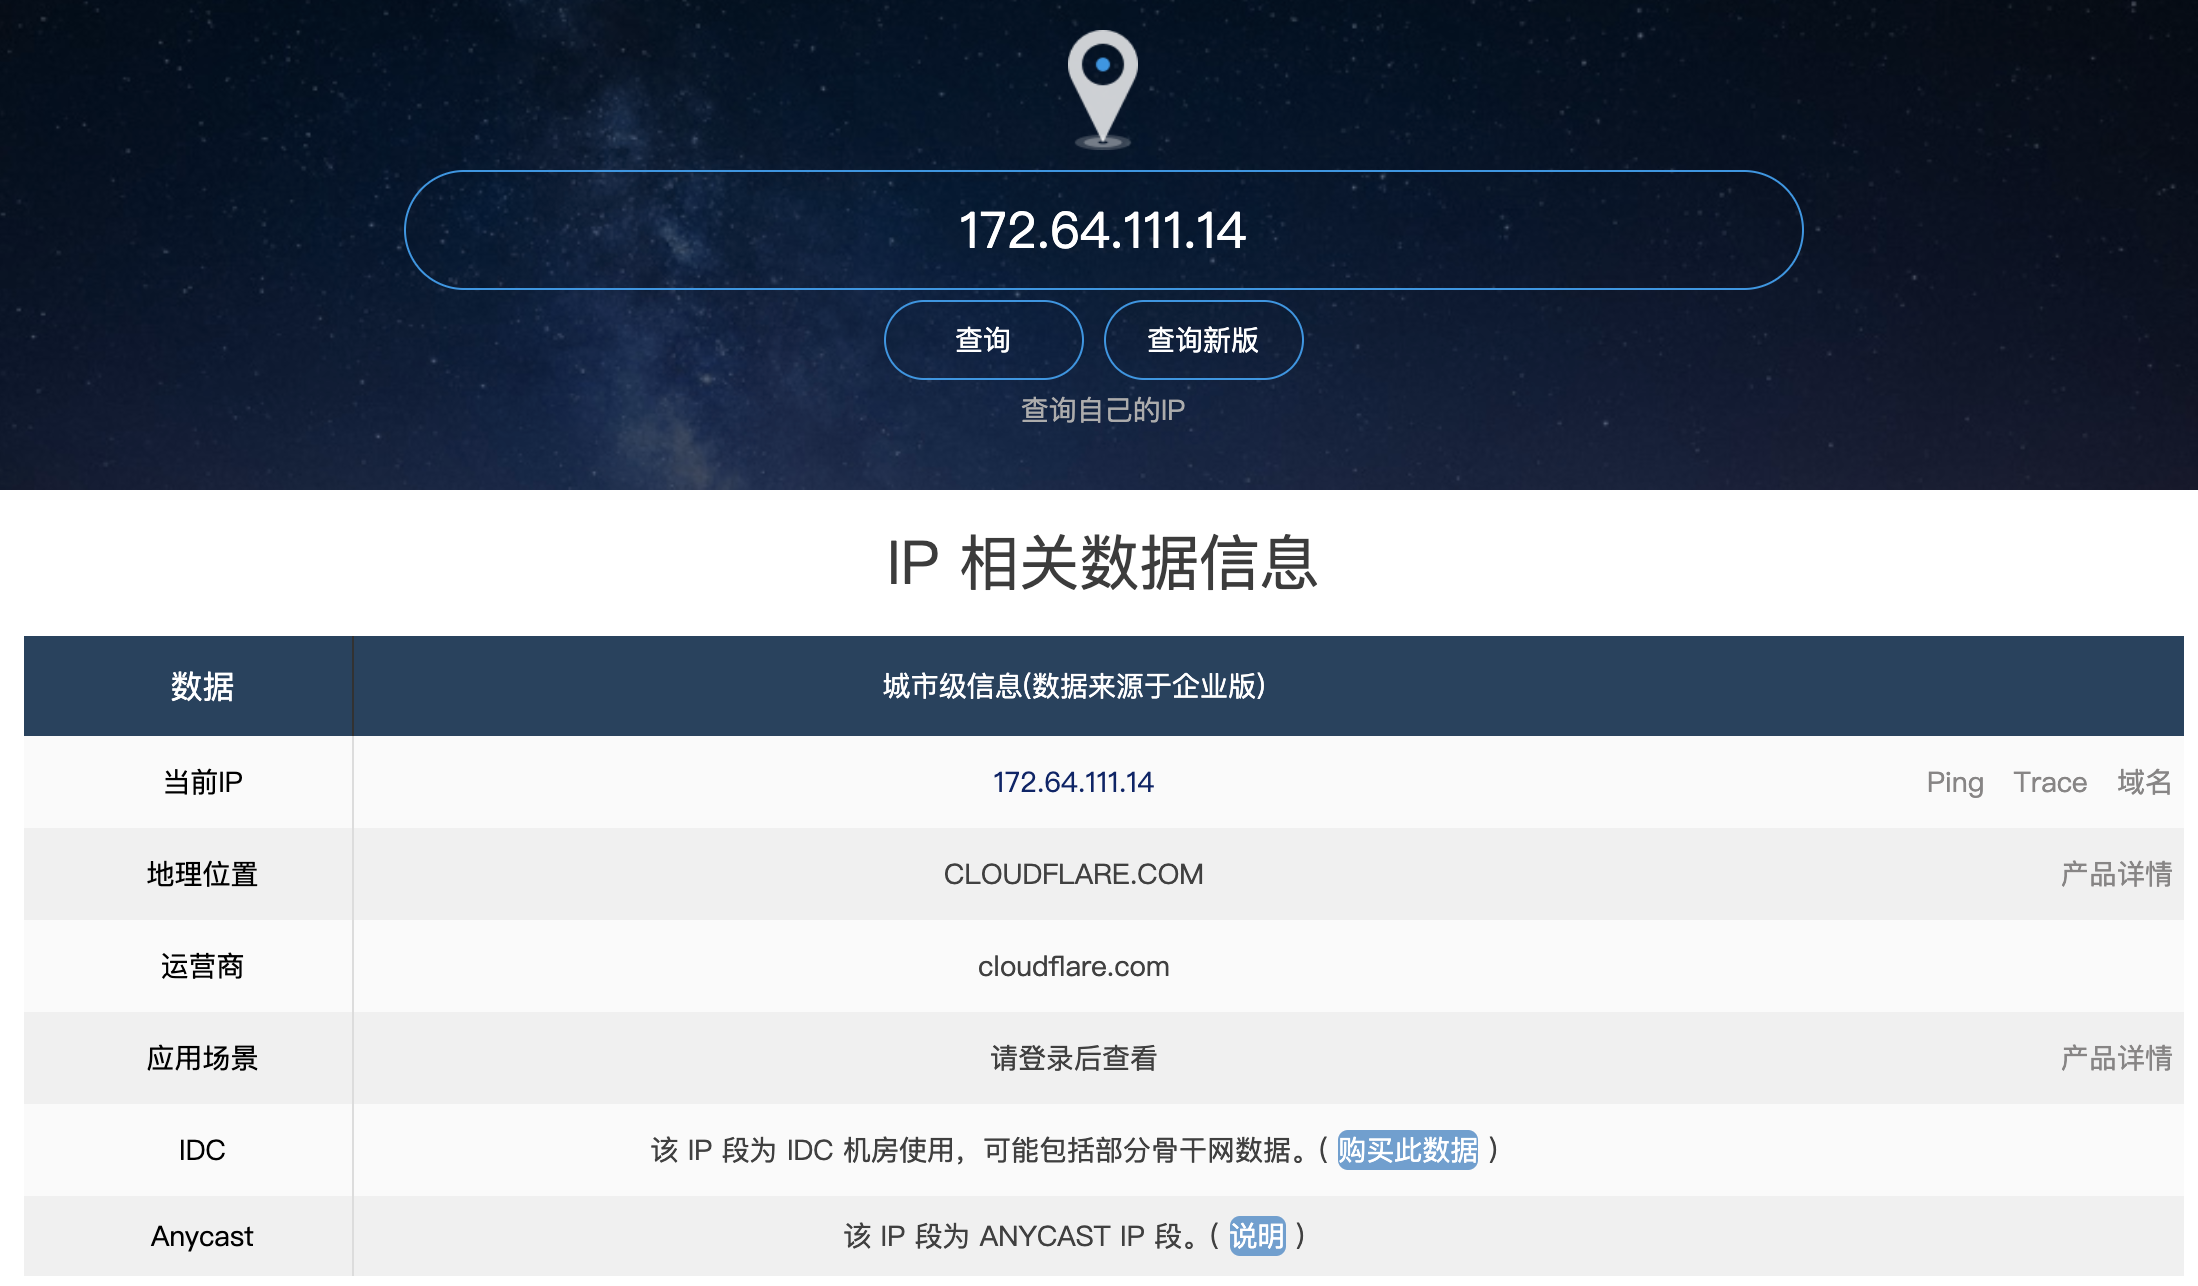 172.64.111.14
查询 查询新版
查询自己的IP
IP 相关数据信息
数据 城市级信息(数据来源于企业版)
当前IP 172.64.111.14 Ping Trace 域名
地理位置 CLOUDFLARE.COM 产品详情
运营商 cloudflare.com
应用场景 请登录后查看 产品详情
IDC 该 IP 段为 IDC 机房使用，可能包括部分骨干网数据。( 购买此数据 )
Anycast 该 IP 段为 ANYCAST IP 段。( 说明 )